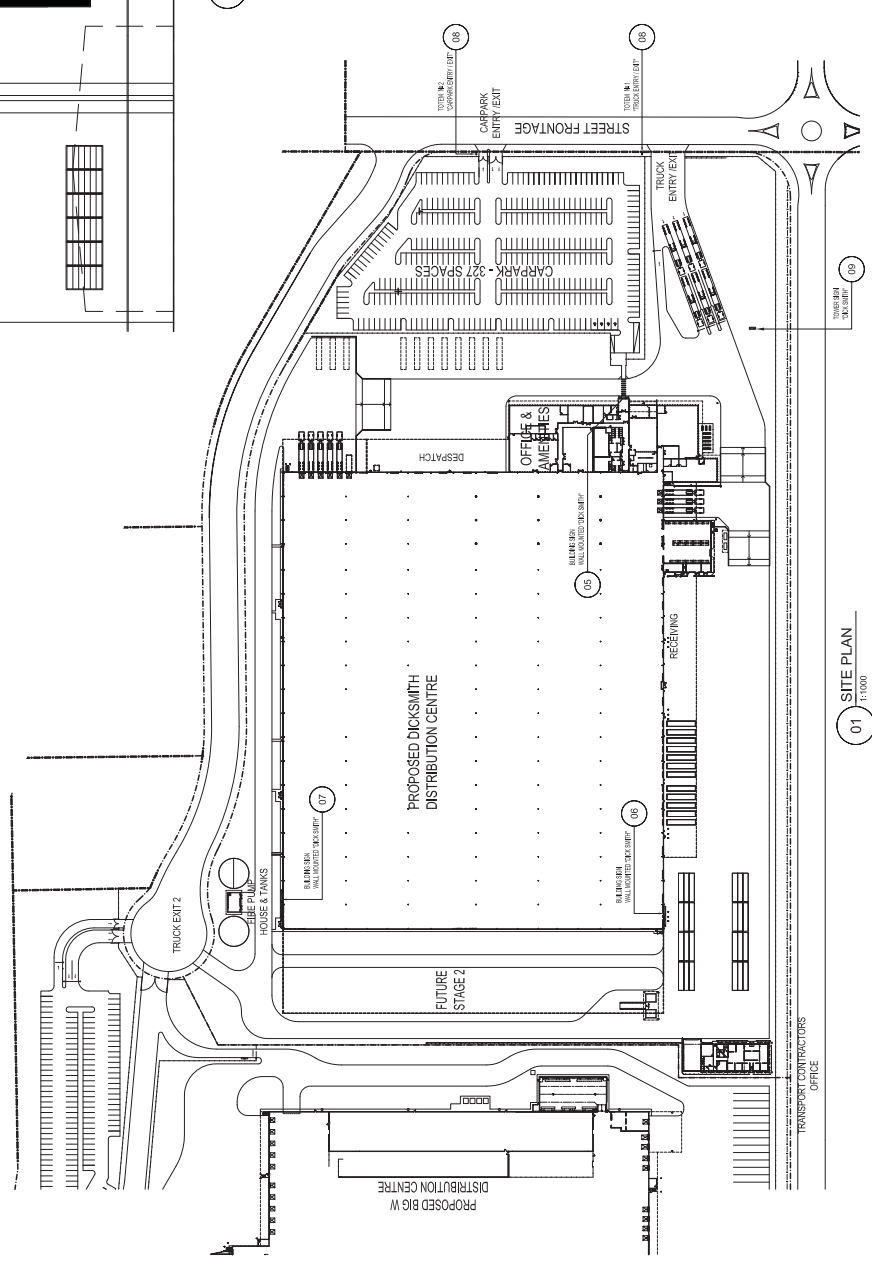 08
TOTEM No2
"CARPARK ENTRY / EXIT"
CARPARK
ENTRY /EXIT
STREET FRONTAGE
08
TOTEM No1
"TRUCK ENTRY / EXIT"
TRUCK
ENTRY /EXIT
CARPARK - 327 SPACES
09
TOWER SIGN
"DICK SMITH"
DESPATCH
OFFICE &
AMENITIES
05
BUILDING SIGN
WALL MOUNTED "DICK SMITH"
RECEIVING
PROPOSED DICKSMITH
DISTRIBUTION CENTRE
07
BUILDING SIGN
WALL MOUNTED "DICK SMITH"
06
BUILDING SIGN
WALL MOUNTED "DICK SMITH"
TRUCK EXIT 2
FIRE PUMP
HOUSE & TANKS
FUTURE
STAGE 2
TRANSPORT CONTRACTORS
OFFICE
PROPOSED BIG W
DISTRIBUTION CENTRE
01
SITE PLAN
1:1000